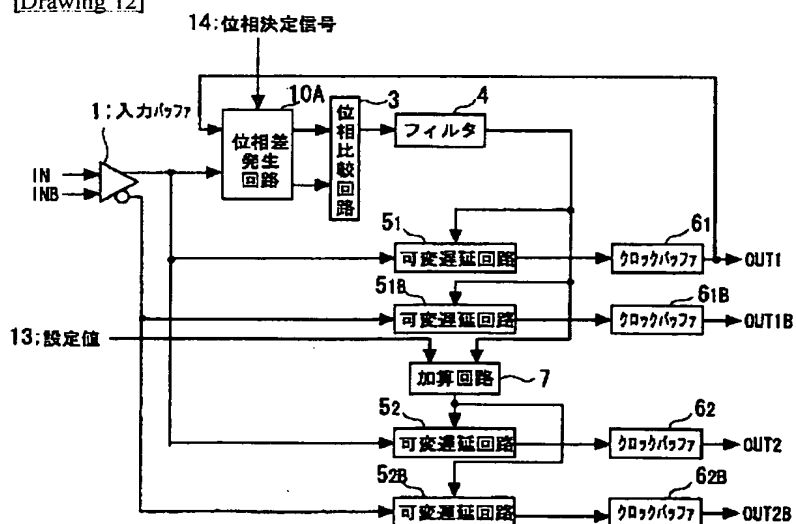 [Drawing 12]
14:位相決定信号
1:入力バッファ
10A
位相差
発生
回路
3
位相比較回路
4
フィルタ
IN
INB
51
可変遅延回路
61
クロックバッファ
OUT1
51B
可変遅延回路
61B
クロックバッファ
OUT1B
13:設定値
加算回路
7
52
可変遅延回路
62
クロックバッファ
OUT2
52B
可変遅延回路
62B
クロックバッファ
OUT2B